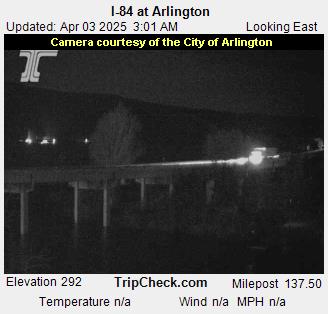 I-84 at Arlington
Updated: Apr 03 2025 3:01 AM Looking East
Camera courtesy of the City of Arlington
Elevation 292 TripCheck.com Milepost 137.50
Temperature n/a Wind n/a MPH n/a